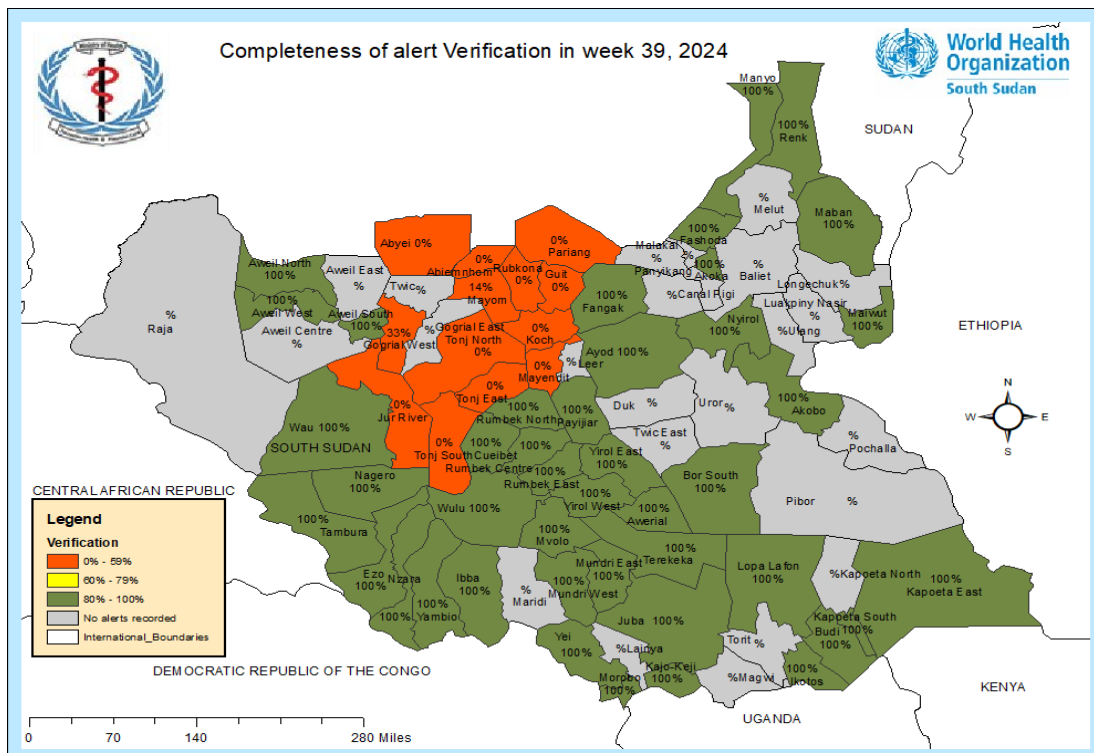 Completeness of alert Verification in week 39, 2024
Ministry of Health
World Health
Organization
South Sudan
Manyo
100%
100%
Renk
SUDAN
%
Melut
Maban
100%
100%
Fashoda
Malakal
%
Panyikang
100%
Akoka
%
Baliet
Longechuk %
%
Canal Pigi
Luakpiny Nasir
%
Maiwut
100%
% Ulang
Nyirol
100%
ETHIOPIA
Abyei 0%
0%
Pariang
0%
Abiemnhom
Rubkona
0%
Guit
0%
14%
Mayom
Aweil North
100%
Aweil East
%
Twic
%
100%
Aweil West
Aweil South
100%
Aweil Centre
%
%
Raja
33%
Gogrial West
%
Gogrial East
Tonj North
0%
0%
Koch
100%
Fangak
Ayod 100%
%
Leer
0%
Mayendit
0%
Tonj East
0%
Jur River
Wau 100%
SOUTH SUDAN
0%
Tonj South
100%
Rumbek North
100%
Payijiar
100%
Cueibet
100%
Rumbek Centre
100%
Rumbek East
Yirol East
100%
100%
Yirol West
100%
Awerial
Duk %
Uror %
Twic East
%
100%
Akobo
%
Pochalla
Pibor %
Bor South
100%
N
W E
S
Nagero
100%
CENTRAL AFRICAN REPUBLIC
Wulu 100%
100%
Tambura
100%
Mvolo
Ezo
100%
Nzara
100%
100%
Yambio
Ibba
100%
%
Maridi
Mundri East
100%
100%
Mundri West
100%
Terekeka
Lopa Lafon
100%
% Kapoeta North
100%
Kapoeta East
Juba 100%
Kapoeta South
100%
Budi
100%
Torit %
Yei
100%
% Lainya
Morobo
100%
Kajo-Keji
100%
% Magwi
100%
Ikotos
Legend
Verification
0% - 59%
60% - 79%
80% - 100%
No alerts recorded
International_Boundaries
DEMOCRATIC REPUBLIC OF THE CONGO
UGANDA
KENYA
0 70 140 280 Miles